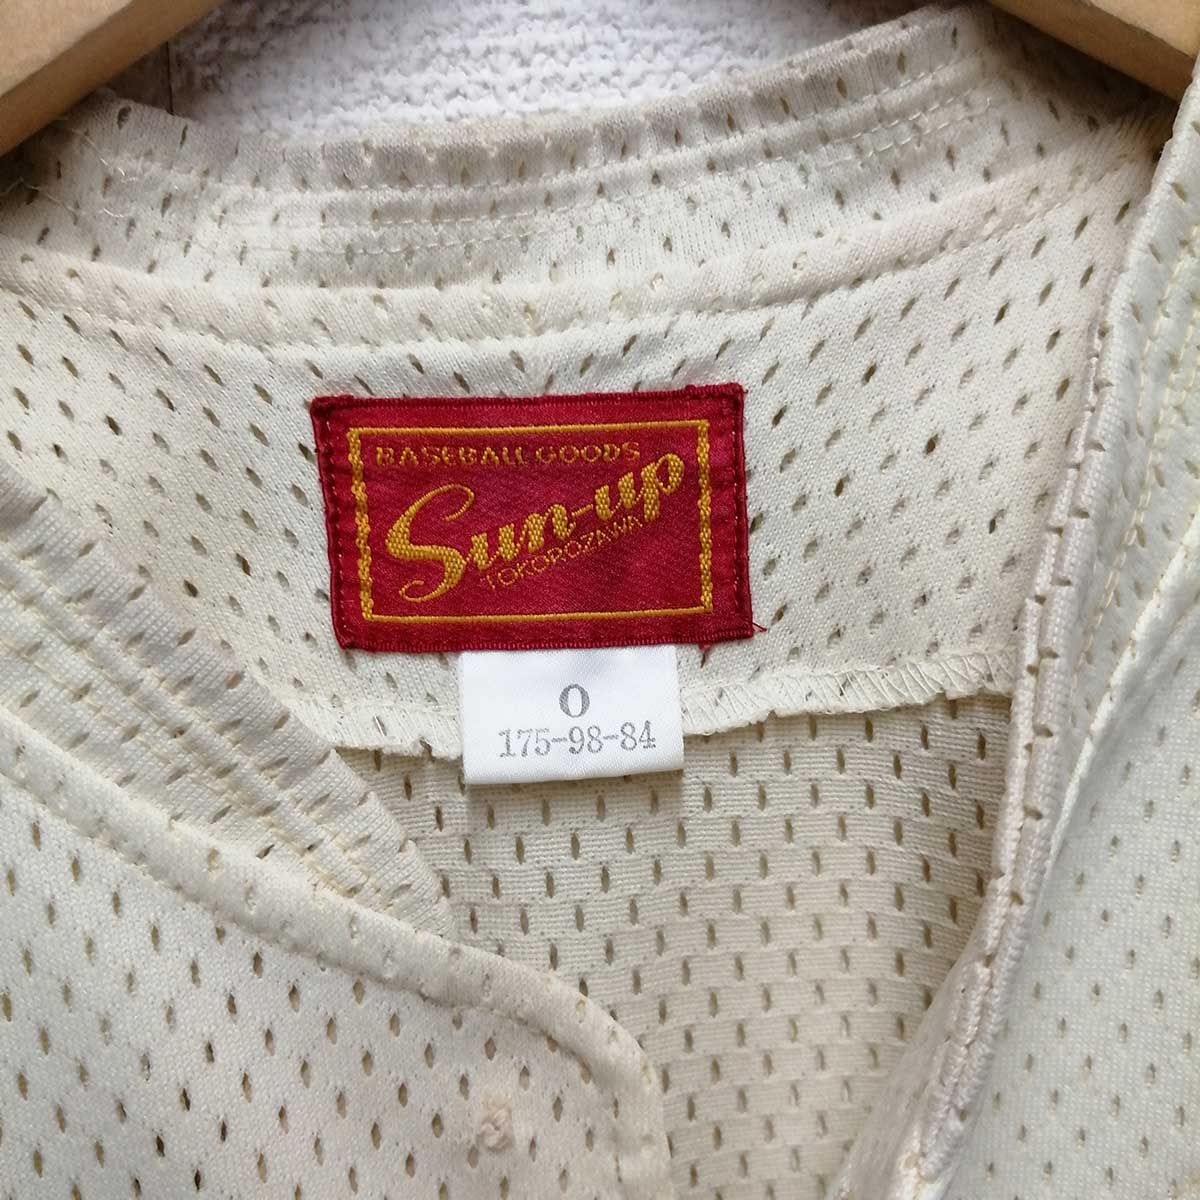 BASEBALL GOODS
Sun-up
TOKOROZAWA
O
175-98-84